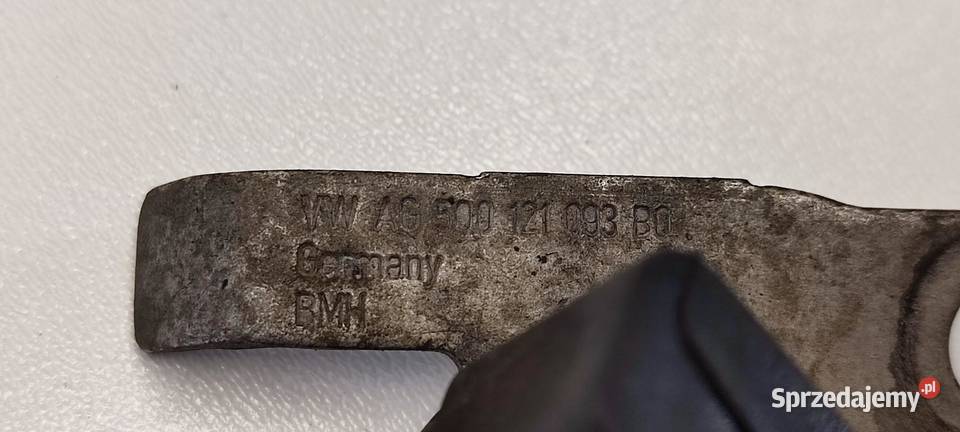 VW AG 500 121 093 BQ
Germany
BMH
Sprzedajemy.pl